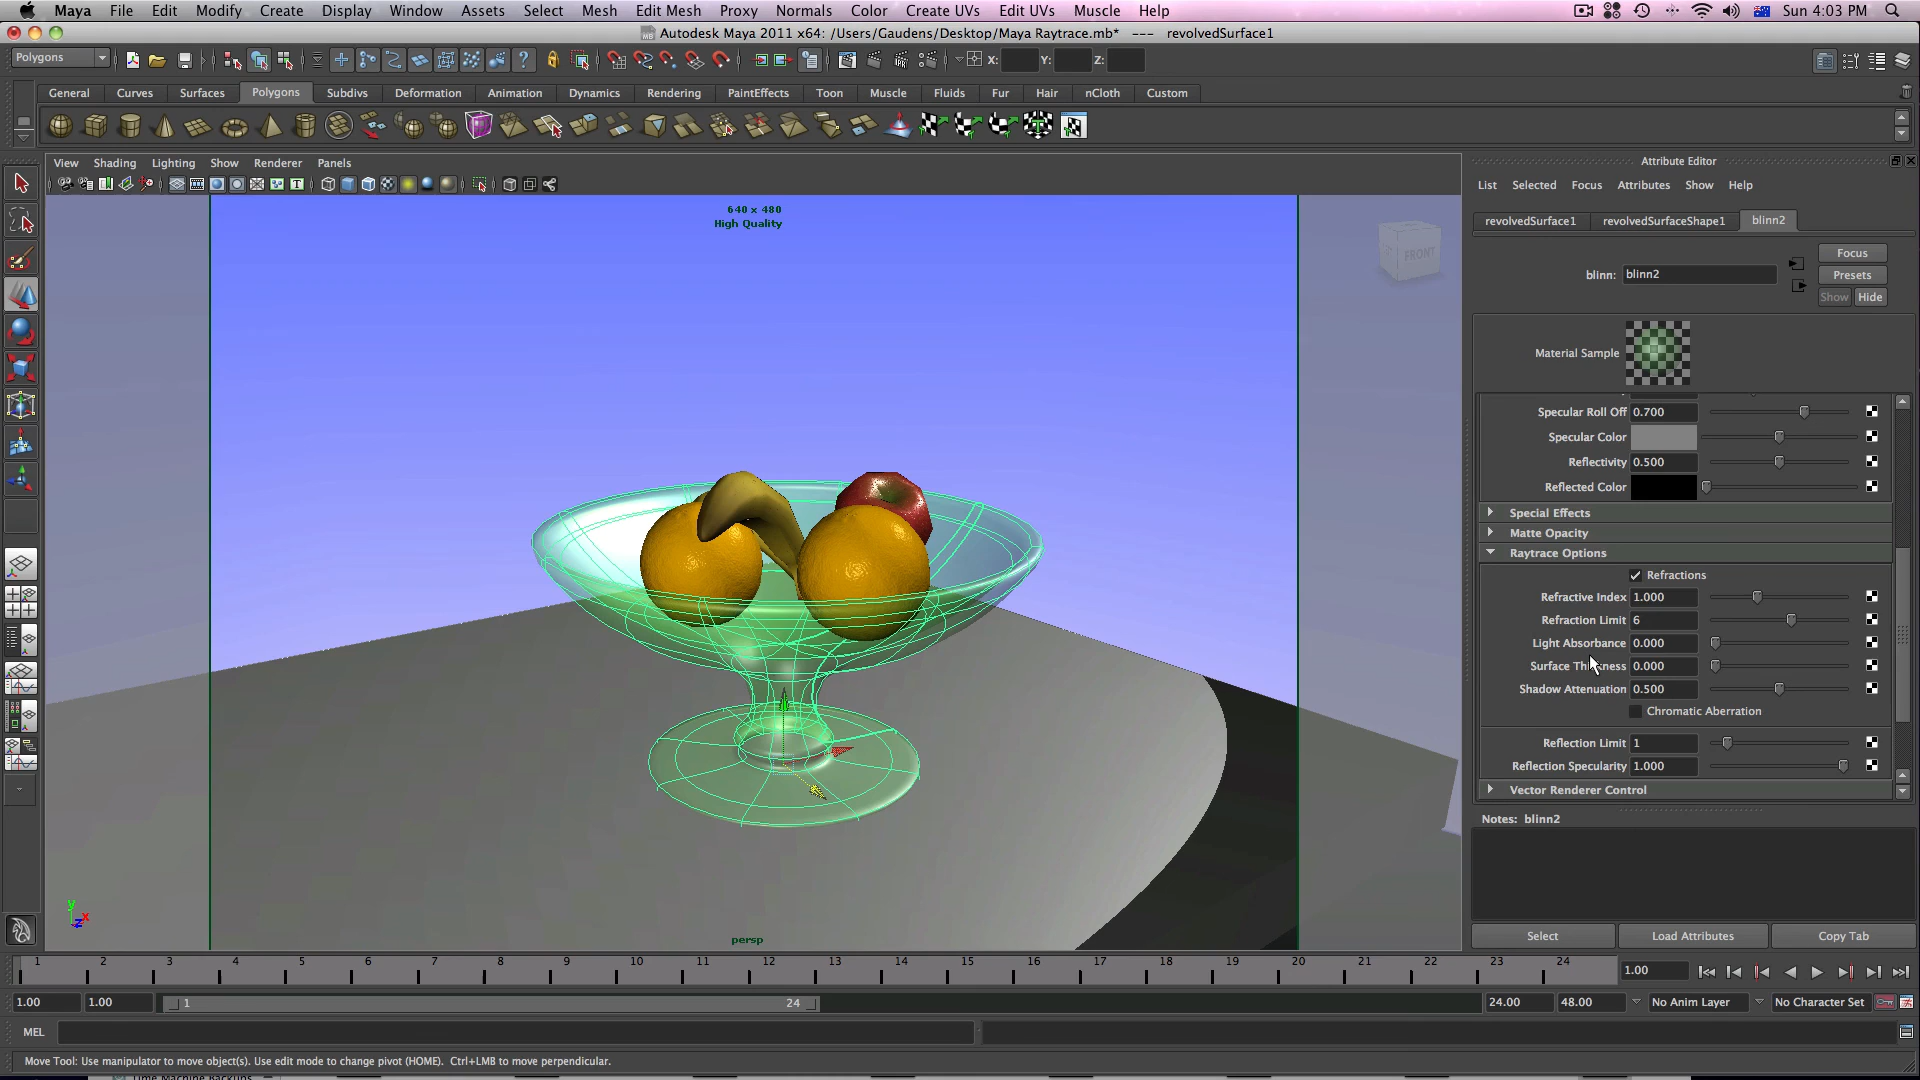 Maya File Edit Modify Create Display Window Assets Select Mesh Edit Mesh Proxy Normals Color Create UVs Edit UVs Muscle Help Sun 4:03 PM
Autodesk Maya 2011 x64: /Users/Gaudens/Desktop/Maya Raytrace.mb* --- revolvedSurface1
Polygons X: Y: Z:
General Curves Surfaces Polygons Subdivs Deformation Animation Dynamics Rendering PaintEffects Toon Muscle Fluids Fur Hair nCloth Custom
View Shading Lighting Show Renderer Panels
640 x 480
High Quality
FRONT
persp
y
x
z
Attribute Editor
List Selected Focus Attributes Show Help
revolvedSurface1 revolvedSurfaceShape1 blinn2
Focus
blinn: blinn2
Presets
Show Hide
Material Sample
Specular Roll Off 0.700
Specular Color
Reflectivity 0.500
Reflected Color
Special Effects
Matte Opacity
Raytrace Options
Refractions
Refractive Index 1.000
Refraction Limit 6
Light Absorbance 0.000
Surface Thickness 0.000
Shadow Attenuation 0.500
Chromatic Aberration
Reflection Limit 1
Reflection Specularity 1.000
Vector Renderer Control
Notes: blinn2
Select Load Attributes Copy Tab
1 2 3 4 5 6 7 8 9 10 11 12 13 14 15 16 17 18 19 20 21 22 23 24 1.00
1.00 1.00 1 24 24.00 48.00 No Anim Layer No Character Set
MEL
Move Tool: Use manipulator to move object(s). Use edit mode to change pivot (HOME). Ctrl+LMB to move perpendicular.